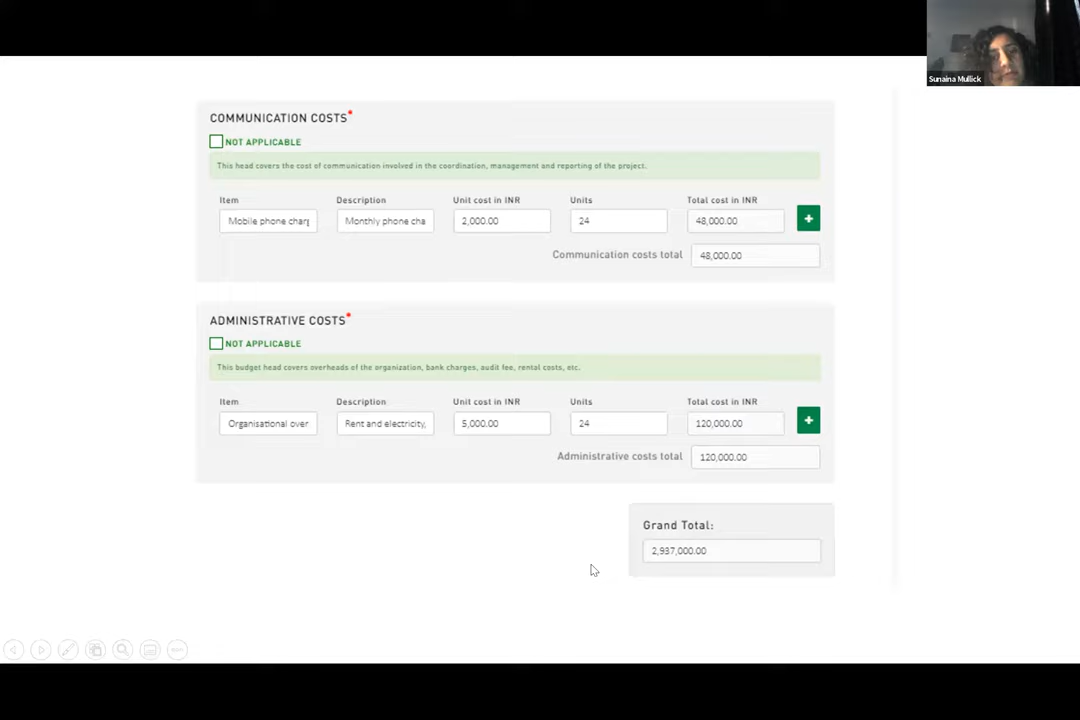 Sunaina Mullick
COMMUNICATION COSTS*
NOT APPLICABLE
This head covers the cost of communication involved in the coordination, management and reporting of the project.
Item Description Unit cost in INR Units Total cost in INR
Mobile phone char Monthly phone cha 2,000.00 24 48,000.00 +
Communication costs total 48,000.00
ADMINISTRATIVE COSTS*
NOT APPLICABLE
This budget head covers overheads of the organization, bank charges, audit fee, rental costs, etc.
Item Description Unit cost in INR Units Total cost in INR
Organisational over Rent and electricity, 5,000.00 24 120,000.00 +
Administrative costs total 120,000.00
Grand Total:
2,937,000.00